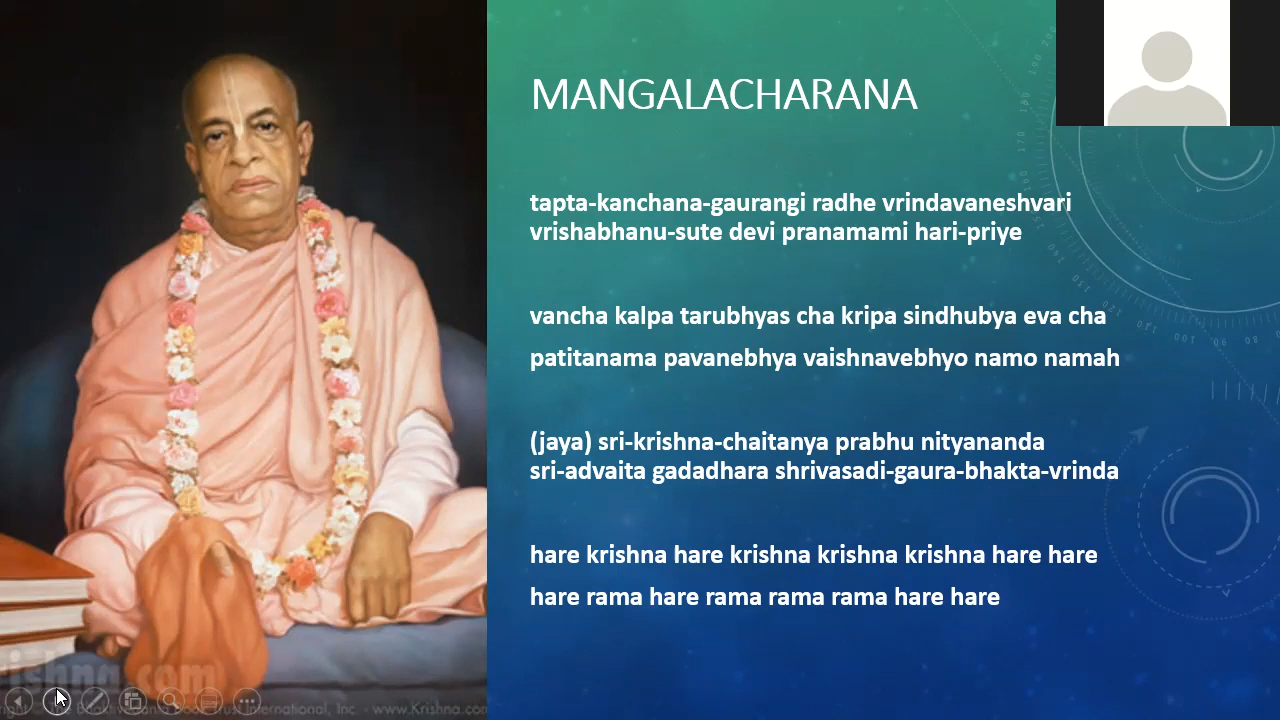 MANGALACHARANA
tapta-kanchana-gaurangi radhe vrindavaneshvari
vrishabhanu-sute devi pranamami hari-priye
vancha kalpa tarubhyas cha kripa sindhubya eva cha
patitanama pavanebhya vaishnavebhyo namo namah
(jaya) sri-krishna-chaitanya prabhu nityananda
sri-advaita gadadhara shrivasadi-gaura-bhakta-vrinda
hare krishna hare krishna krishna krishna hare hare
hare rama hare rama rama rama hare hare
International, Inc. - www.Krishna.com